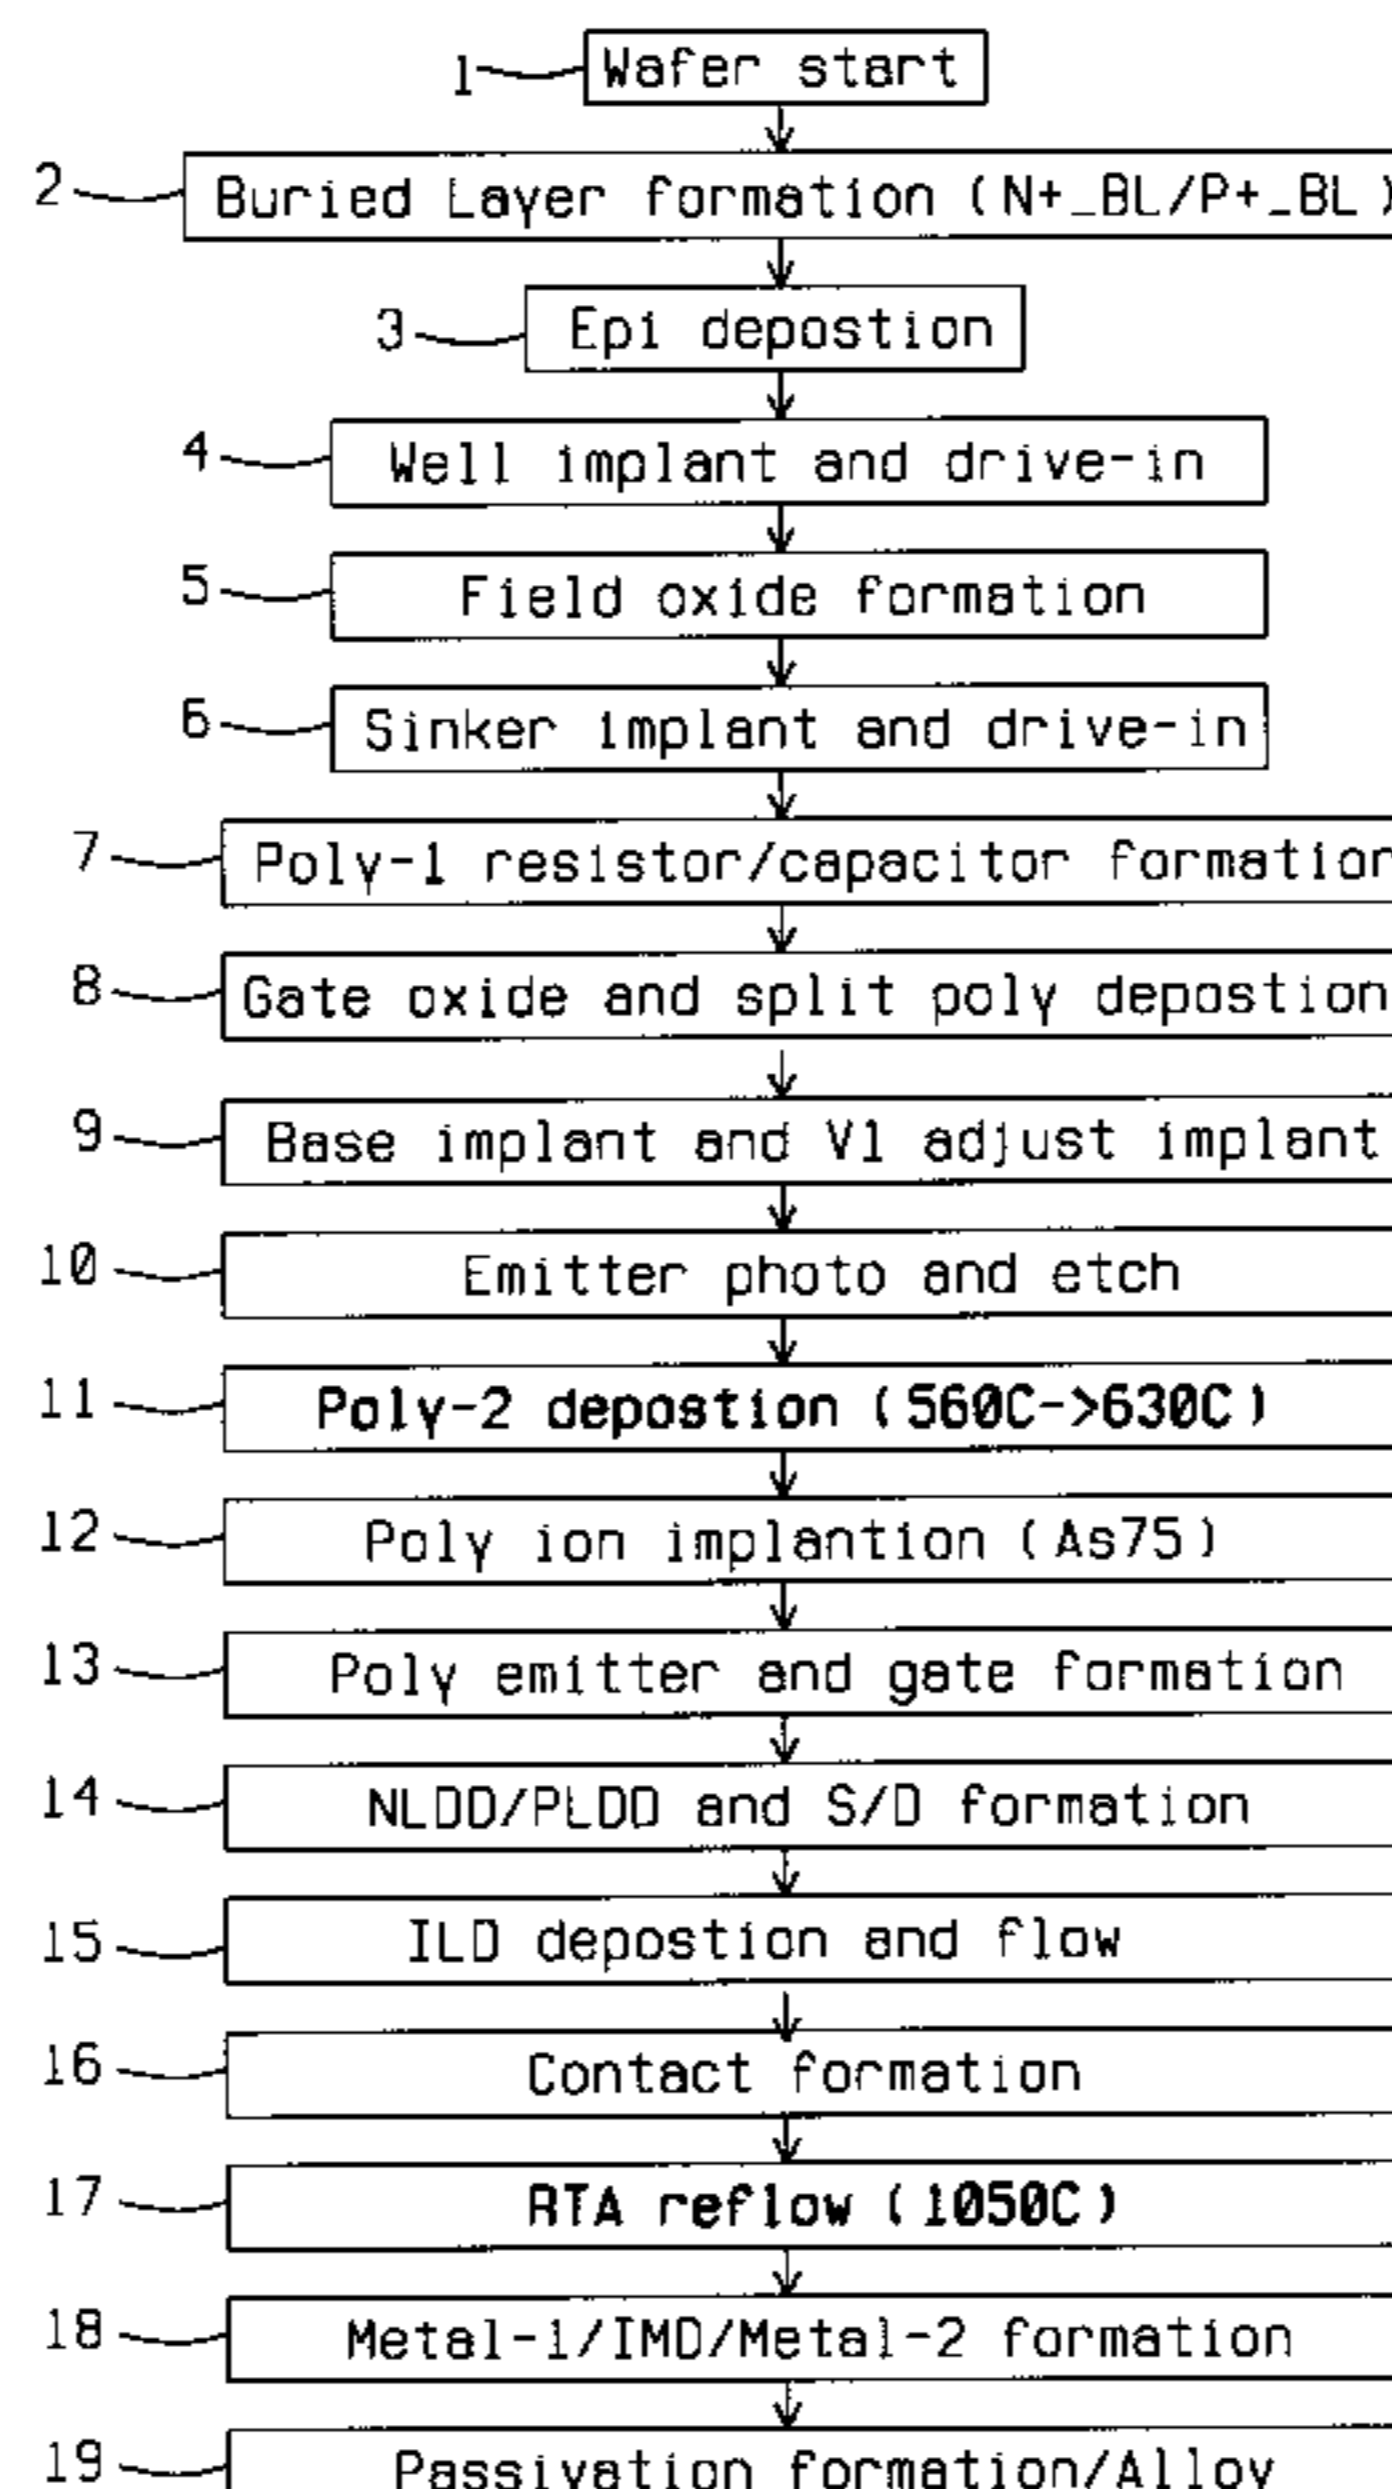 1 Wafer start
2 Buried Layer formation (N+_BL/P+_BL)
3 Epi depostion
4 Well implant and drive-in
5 Field oxide formation
6 Sinker implant and drive-in
7 Poly-1 resistor/capacitor formation
8 Gate oxide and split poly depostion
9 Base implant and V1 adjust implant
10 Emitter photo and etch
11 Poly-2 depostion (560C->630C)
12 Poly ion implantion (As75)
13 Poly emitter and gate formation
14 NLDD/PLDD and S/D formation
15 ILD depostion and flow
16 Contact formation
17 RTA reflow (1050C)
18 Metal-1/IMD/Metal-2 formation
19 Passivation formation/Alloy